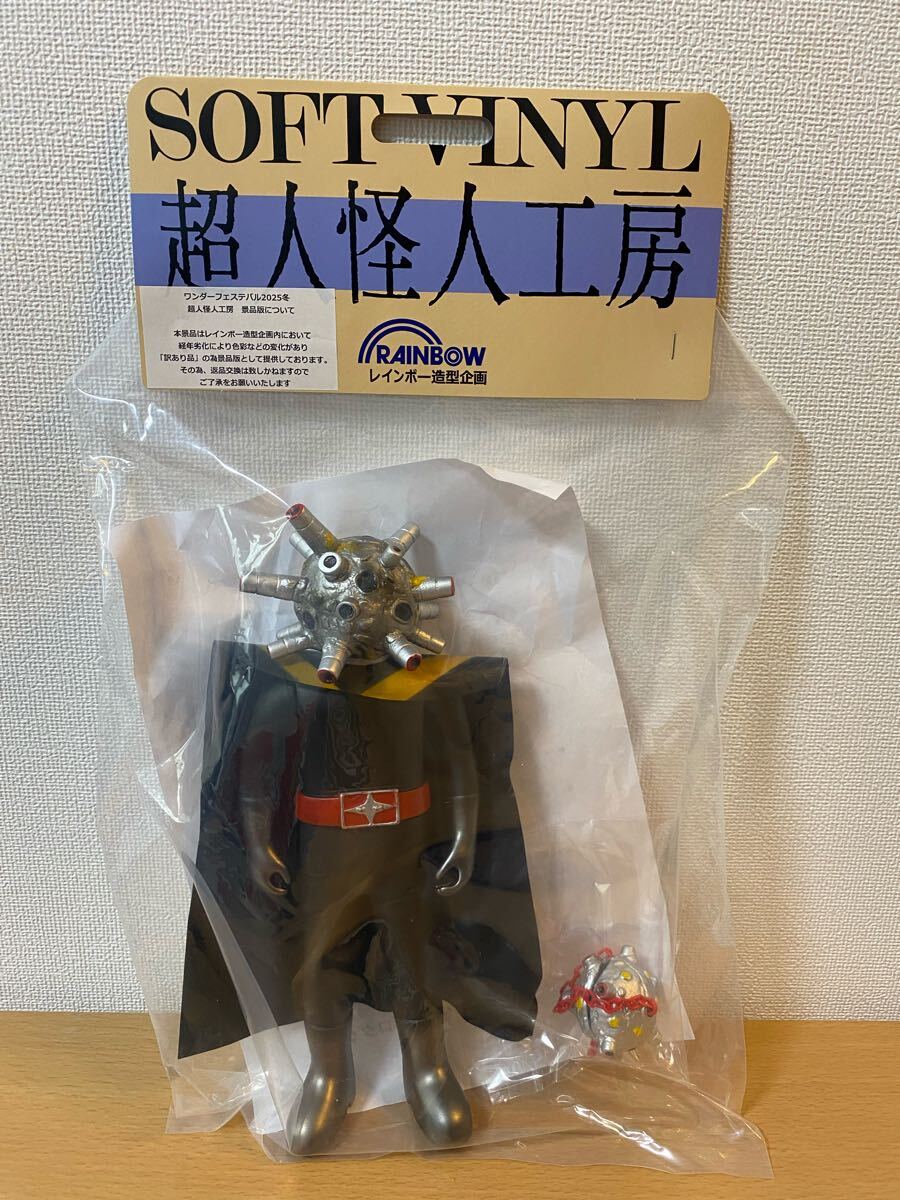 SOFT VINYL
超人怪人工房
ワンダーフェステバル2025冬
超人怪人工房 景品版について
本景品はレインボー造型企画内において
経年劣化により色彩などの変化があり
「訳あり品」の為景品版として提供しております。
その為、返品交換は致しかねますので
ご了承をお願いいたします
RAINBOW
レインボー造型企画